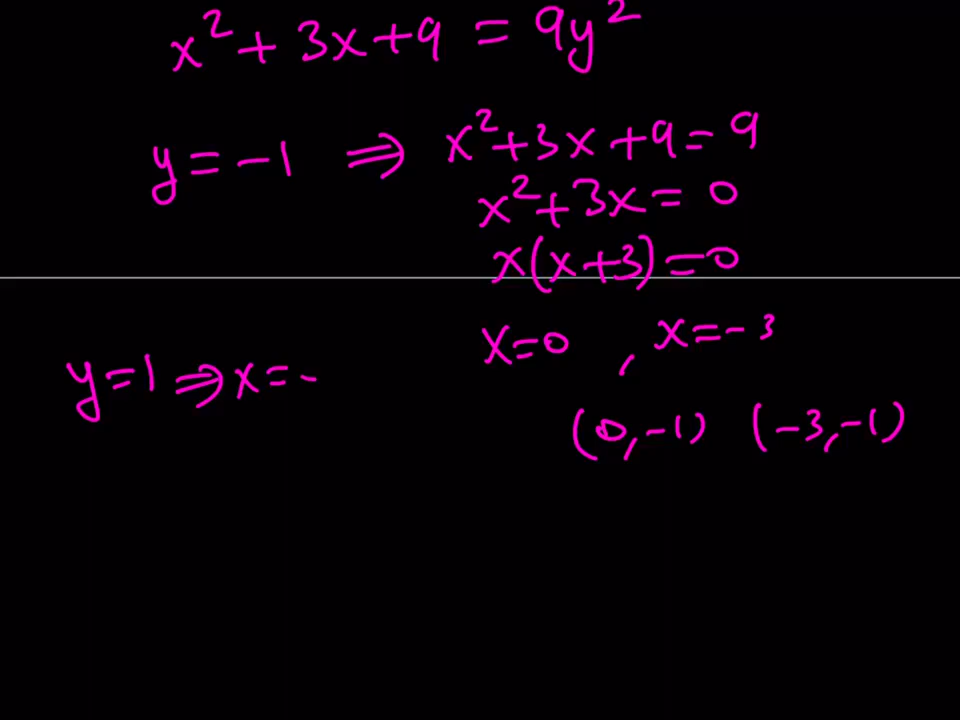 x² + 3x + 9 = 9y²
y = -1 ⇒ x² + 3x + 9 = 9
x² + 3x = 0
x(x+3) = 0
x = 0 , x = -3
y = 1 ⇒ x = -
(0, -1) (-3, -1)